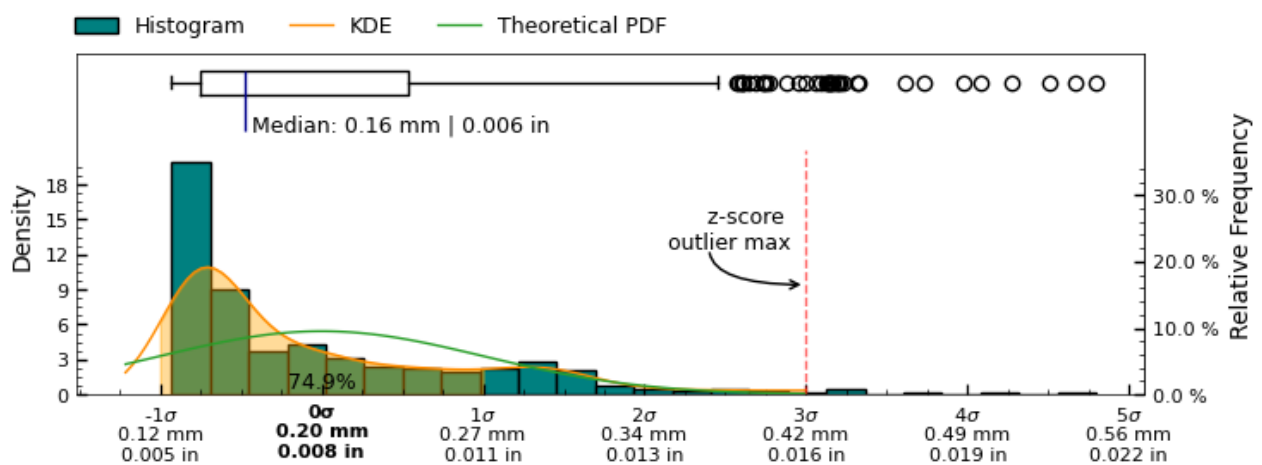 Histogram KDE Theoretical PDF
Median: 0.16 mm | 0.006 in
Density
18
15
12
9
6
3
0
z-score
outlier max
74.9%
30.0 %
20.0 %
10.0 %
0.0 %
Relative Frequency
-1σ 0σ 1σ 2σ 3σ 4σ 5σ
0.12 mm 0.20 mm 0.27 mm 0.34 mm 0.42 mm 0.49 mm 0.56 mm
0.005 in 0.008 in 0.011 in 0.013 in 0.016 in 0.019 in 0.022 in